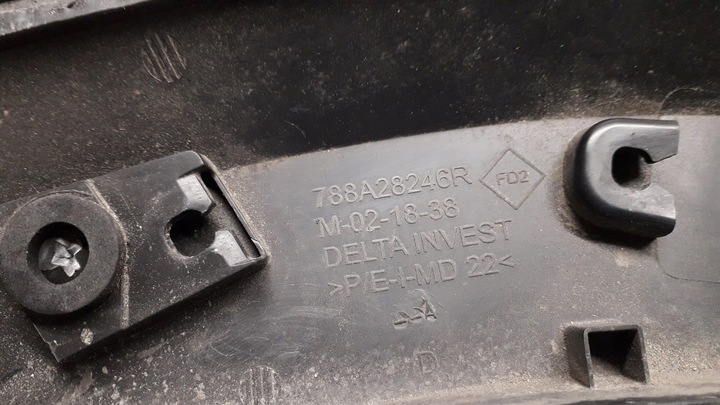 788A28246R FD2
M-02-18-38
DELTA INVEST
>P/E-I-MD 22<
D